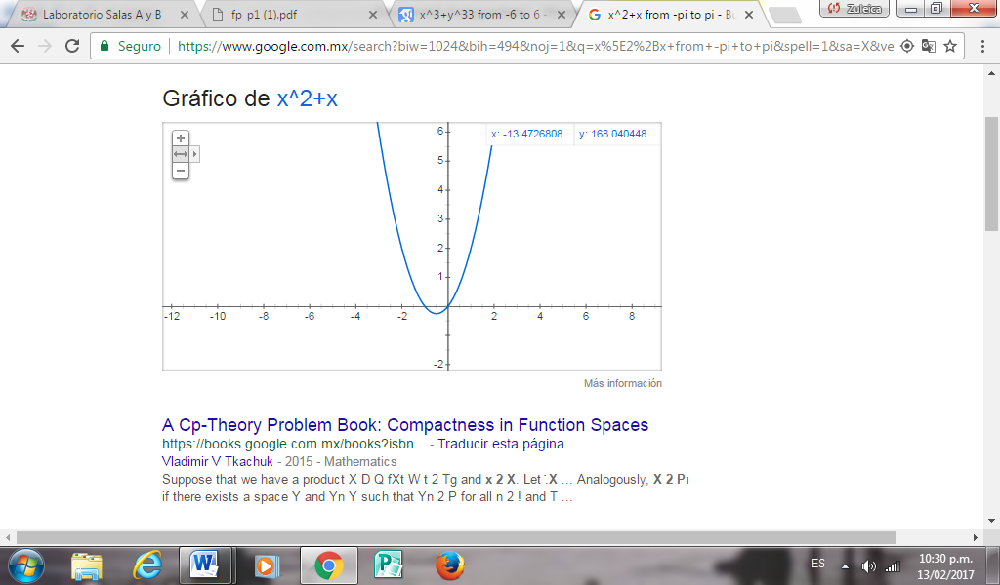 Laboratorio Salas A y B
fp_p1 (1).pdf
x^3+y^33 from -6 to 6 -
x^2+x from -pi to pi - Bu
Zuleica
Seguro
https://www.google.com.mx/search?biw=1024&bih=494&noj=1&q=x%5E2%2Bx+from+-pi+to+pi&spell=1&sa=X&ve
Gráfico de x^2+x
x: -13.4726808
y: 168.040448
6
5
4
3
2
1
-12 -10 -8 -6 -4 -2 2 4 6 8
-2
Más información
A Cp-Theory Problem Book: Compactness in Function Spaces
https://books.google.com.mx/books?isbn... - Traducir esta página
Vladimir V Tkachuk - 2015 - Mathematics
Suppose that we have a product X D Q fXt W t 2 Tg and x 2 X. Let X ... Analogously, X 2 P
if there exists a space Y and Yn Y such that Yn 2 P for all n 2 ! and T ...
ES
10:30 p.m.
13/02/2017